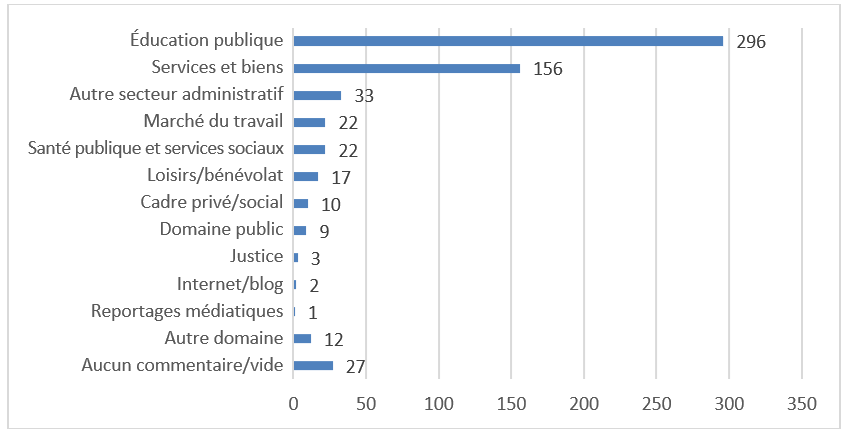 Éducation publique 296
Services et biens 156
Autre secteur administratif 33
Marché du travail 22
Santé publique et services sociaux 22
Loisirs/bénévolat 17
Cadre privé/social 10
Domaine public 9
Justice 3
Internet/blog 2
Reportages médiatiques 1
Autre domaine 12
Aucun commentaire/vide 27
0 50 100 150 200 250 300 350